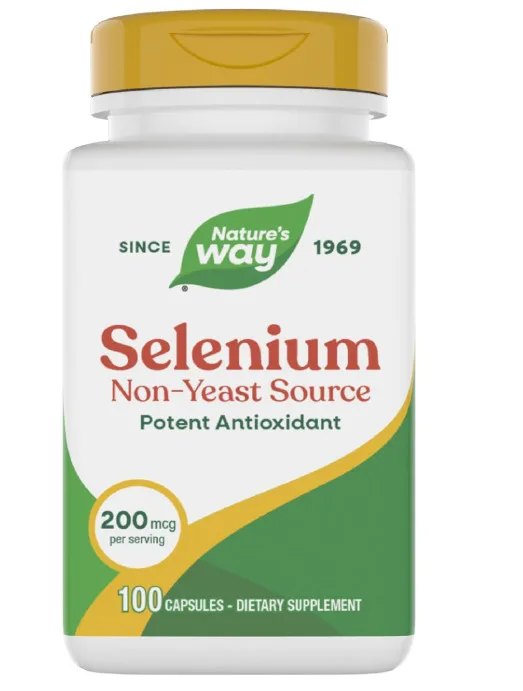 SINCE
Nature's
way
®
1969
Selenium
Non-Yeast Source
Potent Antioxidant
200 mcg
per serving
100 CAPSULES - DIETARY SUPPLEMENT